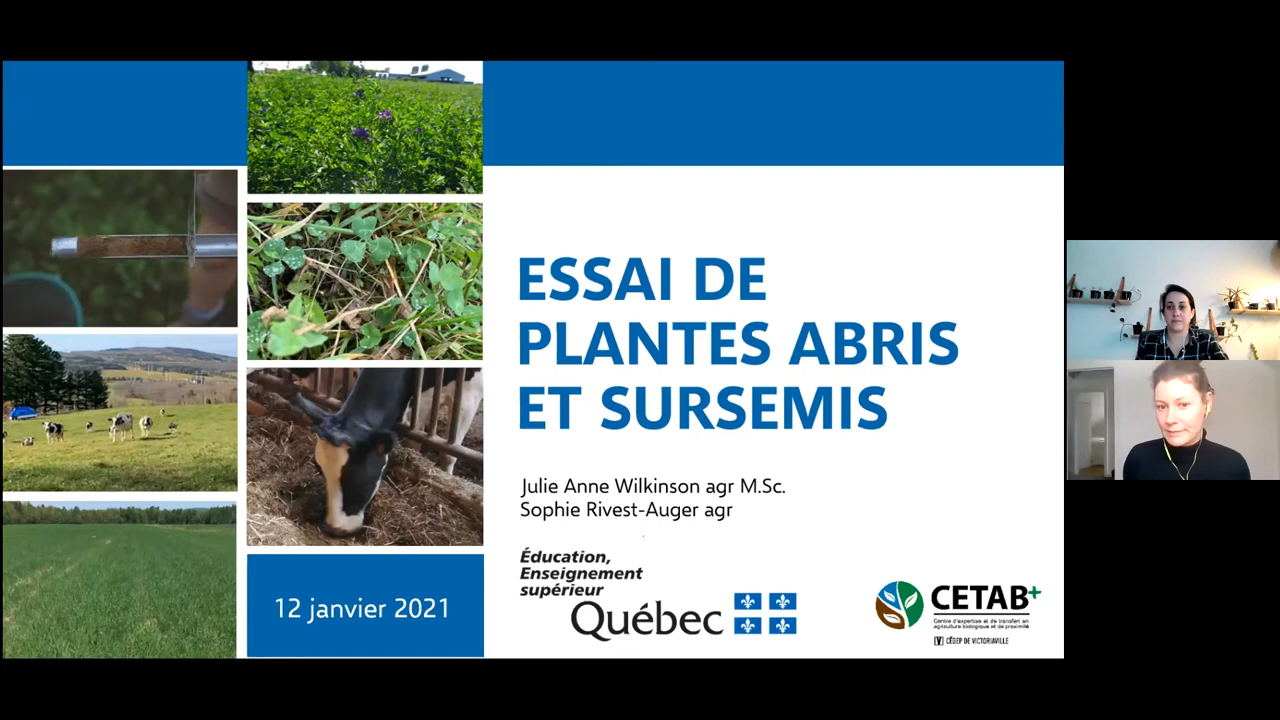 ESSAI DE
PLANTES ABRIS
ET SURSEMIS
Julie Anne Wilkinson agr M.Sc.
Sophie Rivest-Auger agr
12 janvier 2021
Éducation,
Enseignement
supérieur
Québec
CETAB+
Centre d'expertise et de transfert en
agriculture biologique et de proximité
CÉGEP DE VICTORIAVILLE